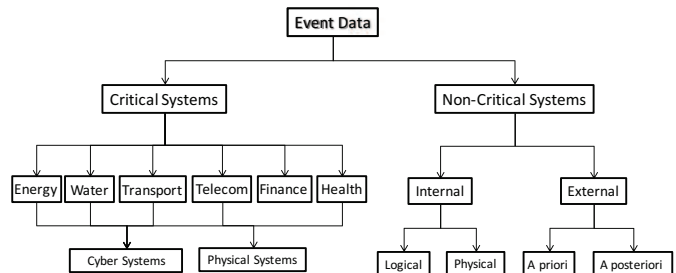 Event Data
Critical Systems
Non-Critical Systems
Energy
Water
Transport
Telecom
Finance
Health
Internal
External
Cyber Systems
Physical Systems
Logical
Physical
A priori
A posteriori